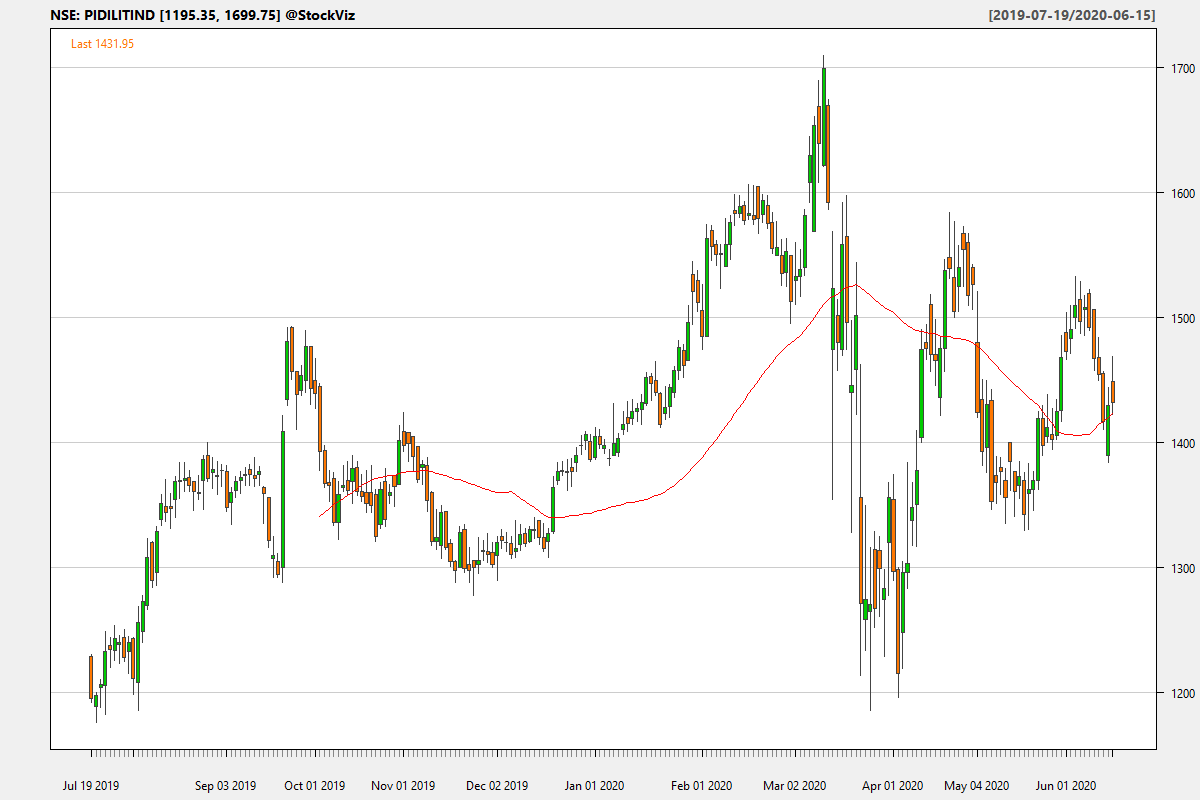 NSE: PIDILITIND [1195.35, 1699.75] @StockViz [2019-07-19/2020-06-15]
Last 1431.95
1700
1600
1500
1400
1300
1200
Jul 19 2019 Sep 03 2019 Oct 01 2019 Nov 01 2019 Dec 02 2019 Jan 01 2020 Feb 01 2020 Mar 02 2020 Apr 01 2020 May 04 2020 Jun 01 2020